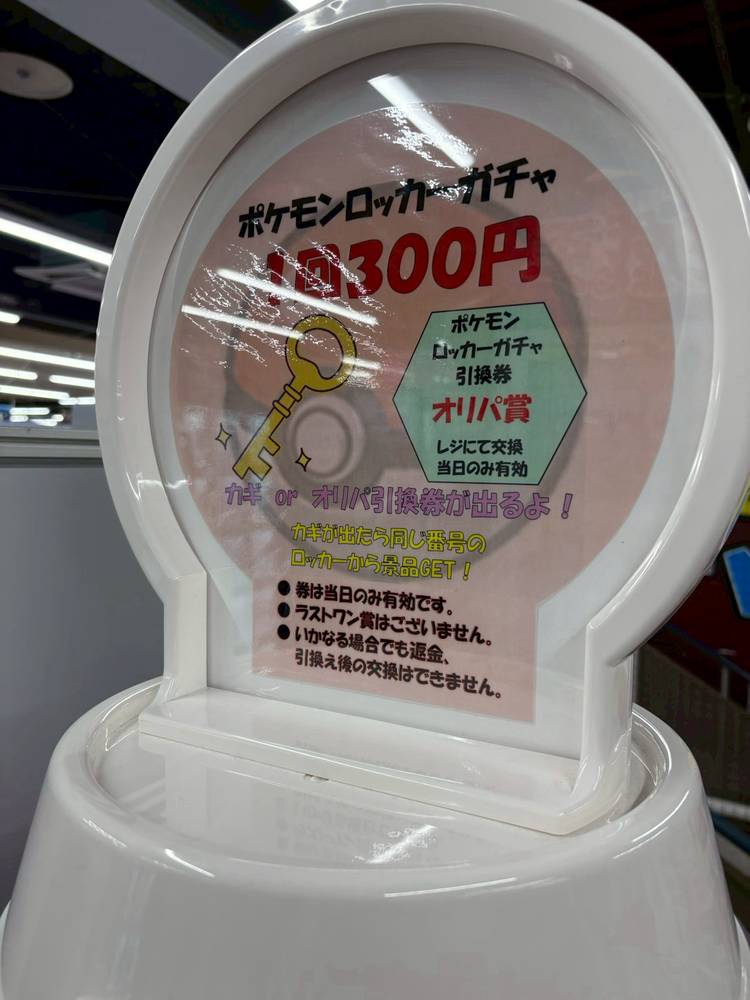 ポケモンロッカーガチャ
1回300円
ポケモン
ロッカーガチャ
引換券
オリパ賞
レジにて交換
当日のみ有効
カギ or オリパ引換券が出るよ！
カギが出たら同じ番号の
ロッカーから景品GET！
● 券は当日のみ有効です。
● ラストワン賞はございません。
● いかなる場合でも返金、
引換え後の交換はできません。